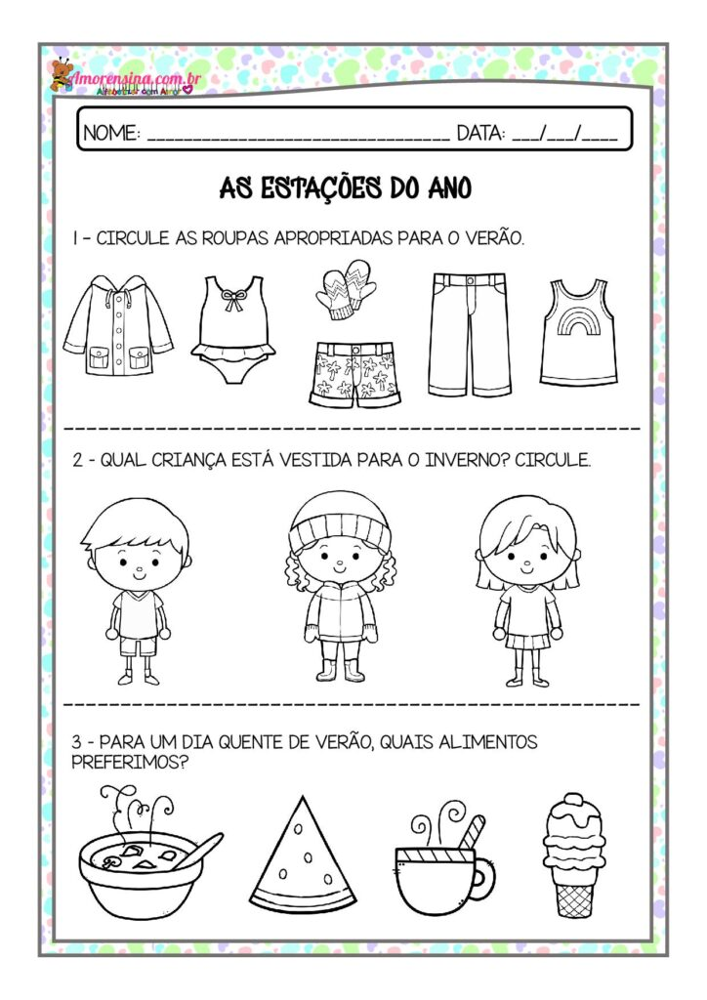 Amorensina.com.br
Alfabetizar com Amor
NOME: __________________________________ DATA: ___/___/____
AS ESTAÇÕES DO ANO
1 - CIRCULE AS ROUPAS APROPRIADAS PARA O VERÃO.
2 - QUAL CRIANÇA ESTÁ VESTIDA PARA O INVERNO? CIRCULE.
3 - PARA UM DIA QUENTE DE VERÃO, QUAIS ALIMENTOS
PREFERIMOS?